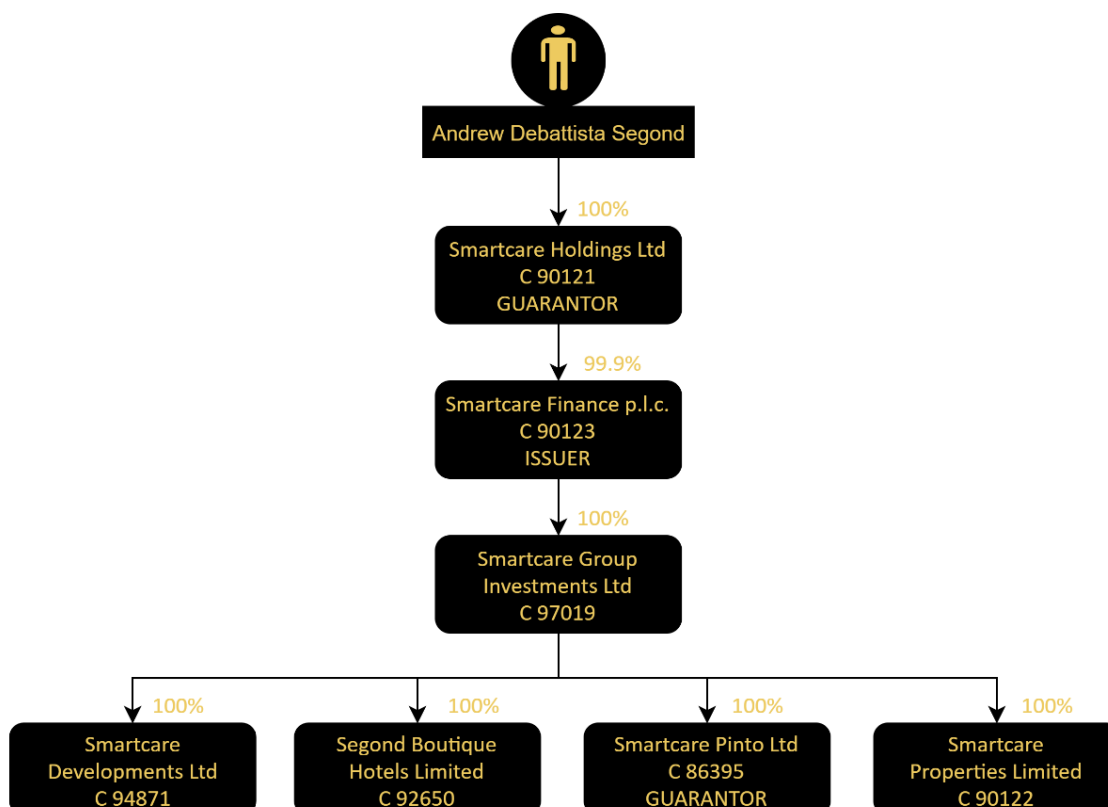 Andrew Debattista Segond
100%
Smartcare Holdings Ltd
C 90121
GUARANTOR
99.9%
Smartcare Finance p.l.c.
C 90123
ISSUER
100%
Smartcare Group
Investments Ltd
C 97019
100%
Smartcare
Developments Ltd
C 94871
100%
Segond Boutique
Hotels Limited
C 92650
100%
Smartcare Pinto Ltd
C 86395
GUARANTOR
100%
Smartcare
Properties Limited
C 90122